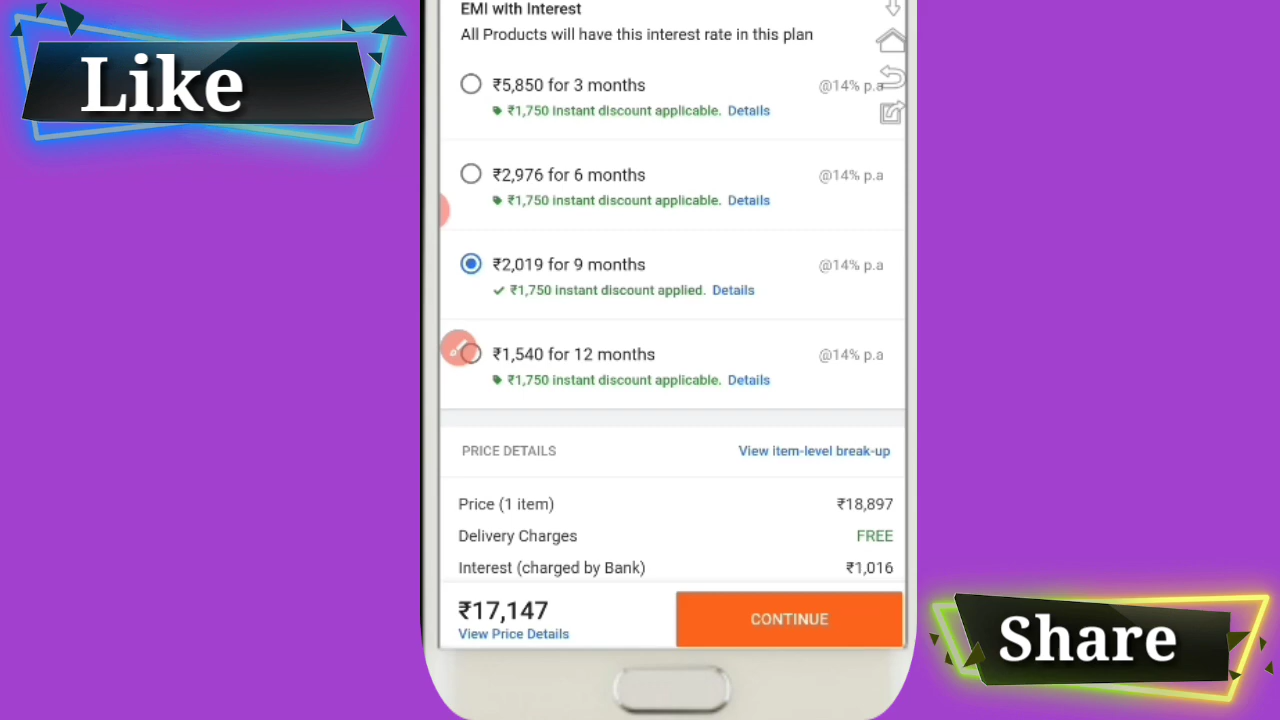 Like
EMI with Interest
All Products will have this interest rate in this plan
₹5,850 for 3 months @14% p.a
₹1,750 instant discount applicable. Details
₹2,976 for 6 months @14% p.a
₹1,750 instant discount applicable. Details
₹2,019 for 9 months @14% p.a
₹1,750 instant discount applied. Details
₹1,540 for 12 months @14% p.a
₹1,750 instant discount applicable. Details
PRICE DETAILS View item-level break-up
Price (1 item) ₹18,897
Delivery Charges FREE
Interest (charged by Bank) ₹1,016
₹17,147 CONTINUE
View Price Details
Share